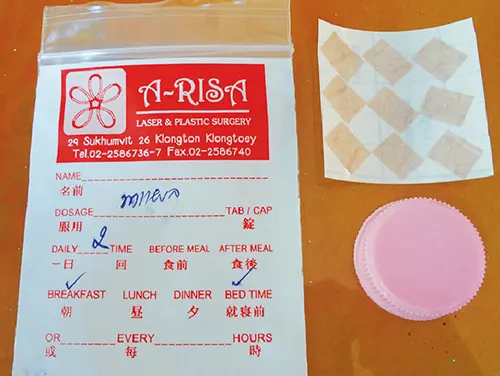 A-RISA
LASER & PLASTIC SURGERY
29 Sukhumvit 26 Klongton Klongtoey
Tel.02-2586736-7 Fax.02-2586740
NAME
名前
DOSAGE TAB / CAP
服用 錠
DAILY 2 TIME BEFORE MEAL AFTER MEAL
一日 回 食前 食後
BREAKFAST LUNCH DINNER BED TIME
朝 昼 夕 就寝前
OR EVERY HOURS
或 每 時